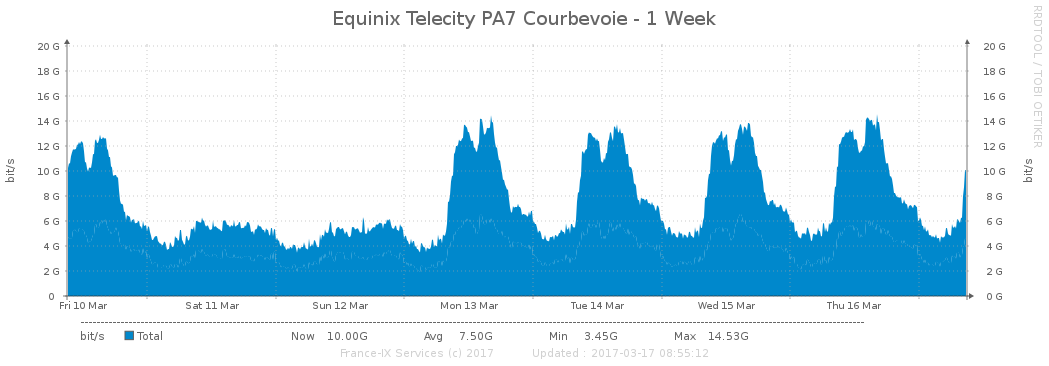 Equinix Telecity PA7 Courbevoie - 1 Week
RRDTOOL / TOBI OETIKER
bit/s
20 G
18 G
16 G
14 G
12 G
10 G
8 G
6 G
4 G
2 G
0
20 G
18 G
16 G
14 G
12 G
10 G
8 G
6 G
4 G
2 G
0 G
bit/s
Fri 10 Mar Sat 11 Mar Sun 12 Mar Mon 13 Mar Tue 14 Mar Wed 15 Mar Thu 16 Mar
bit/s Total Now 10.00G Avg 7.50G Min 3.45G Max 14.53G
France-IX Services (c) 2017 Updated : 2017-03-17 08:55:12